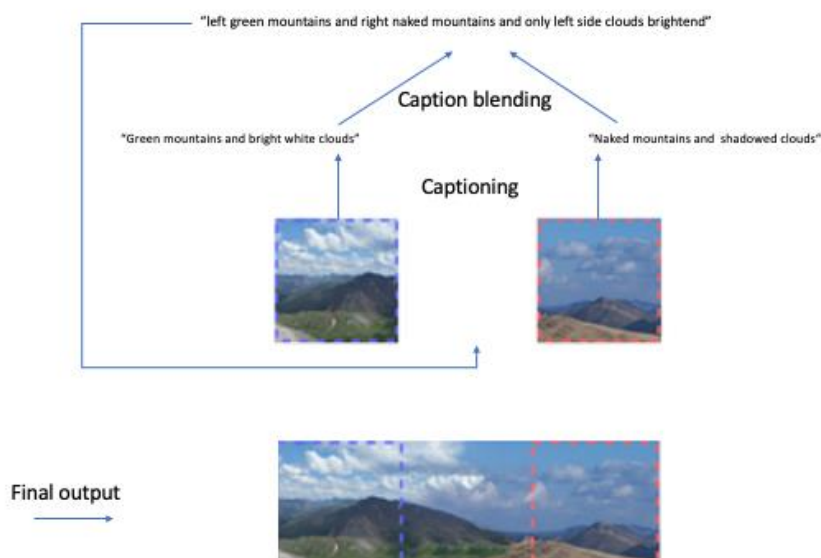 "left green mountains and right naked mountains and only left side clouds brightend"
Caption blending
"Green mountains and bright white clouds"
"Naked mountains and shadowed clouds"
Captioning
Final output